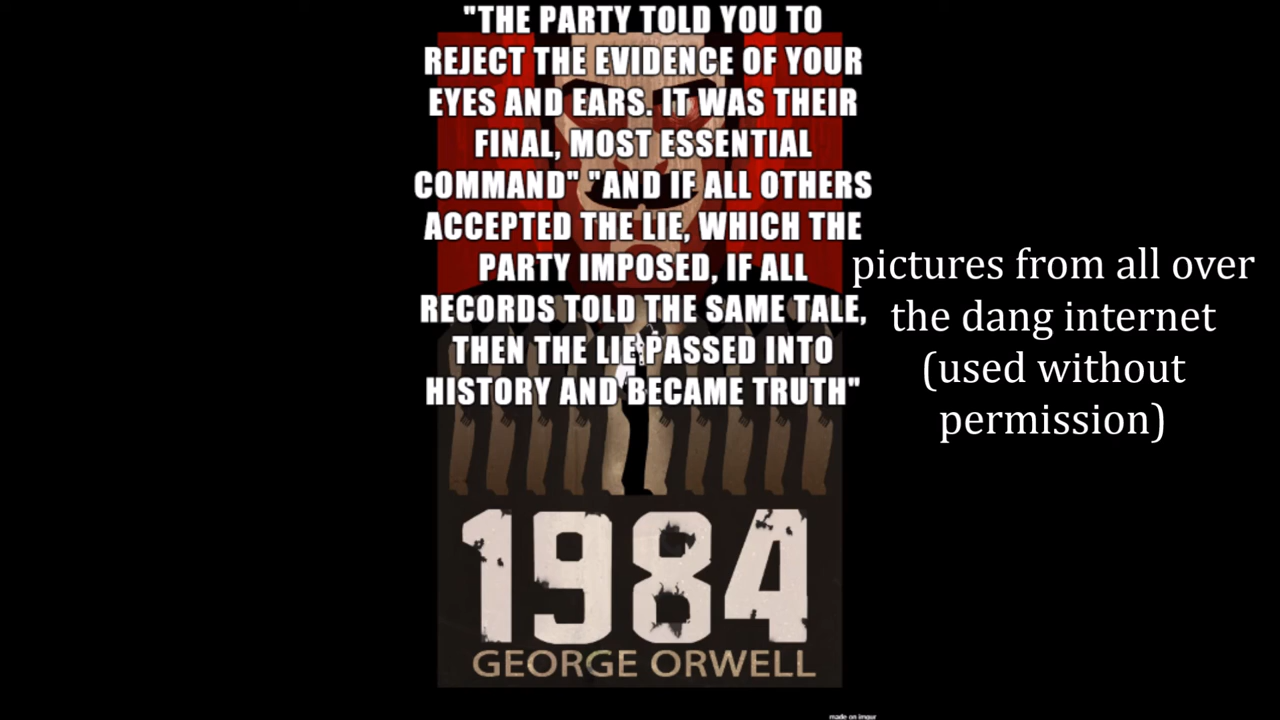 "THE PARTY TOLD YOU TO
REJECT THE EVIDENCE OF YOUR
EYES AND EARS. IT WAS THEIR
FINAL, MOST ESSENTIAL
COMMAND" "AND IF ALL OTHERS
ACCEPTED THE LIE, WHICH THE
PARTY IMPOSED, IF ALL
RECORDS TOLD THE SAME TALE,
THEN THE LIE PASSED INTO
HISTORY AND BECAME TRUTH"
pictures from all over
the dang internet
(used without
permission)
1984
GEORGE ORWELL
made on imgur